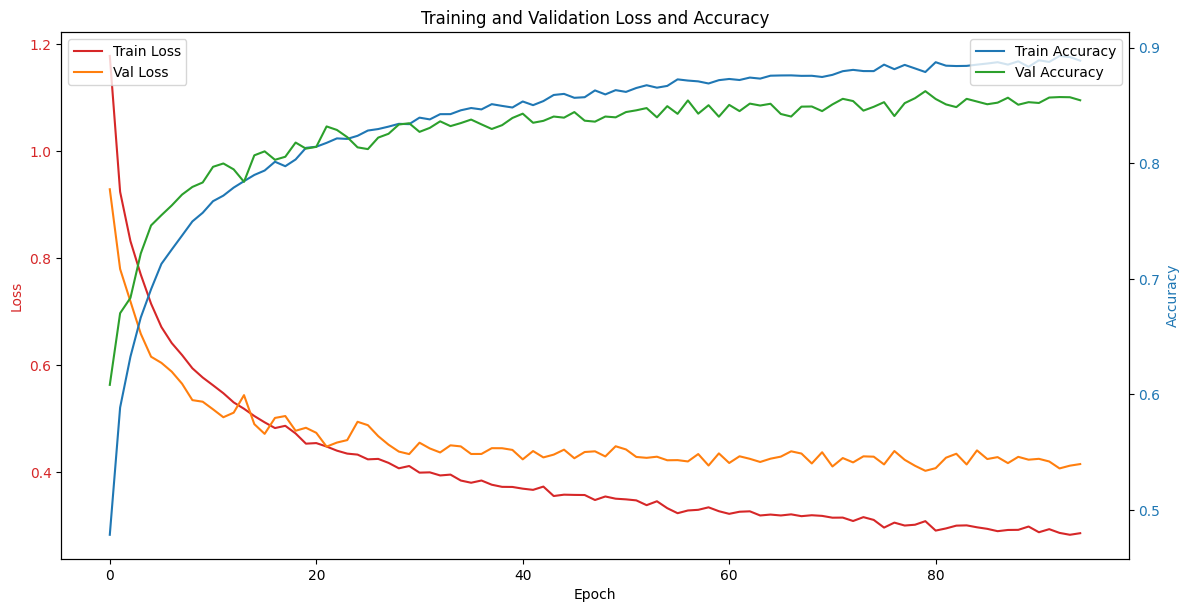 Training and Validation Loss and Accuracy
Train Loss
Val Loss
Train Accuracy
Val Accuracy
1.2
1.0
0.8
0.6
0.4
Loss
0.9
0.8
0.7
0.6
0.5
Accuracy
0 20 40 60 80
Epoch